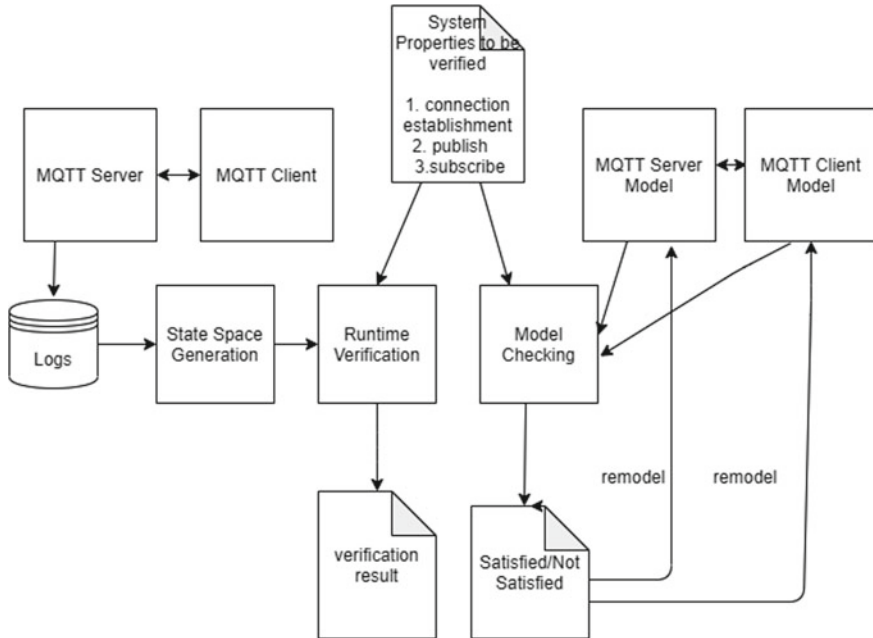 System
Properties to be
verified
1. connection
establishment
2. publish
3.subscribe
MQTT Server
MQTT Client
MQTT Server
Model
MQTT Client
Model
Logs
State Space
Generation
Runtime
Verification
Model
Checking
remodel
remodel
verification
result
Satisfied/Not
Satisfied